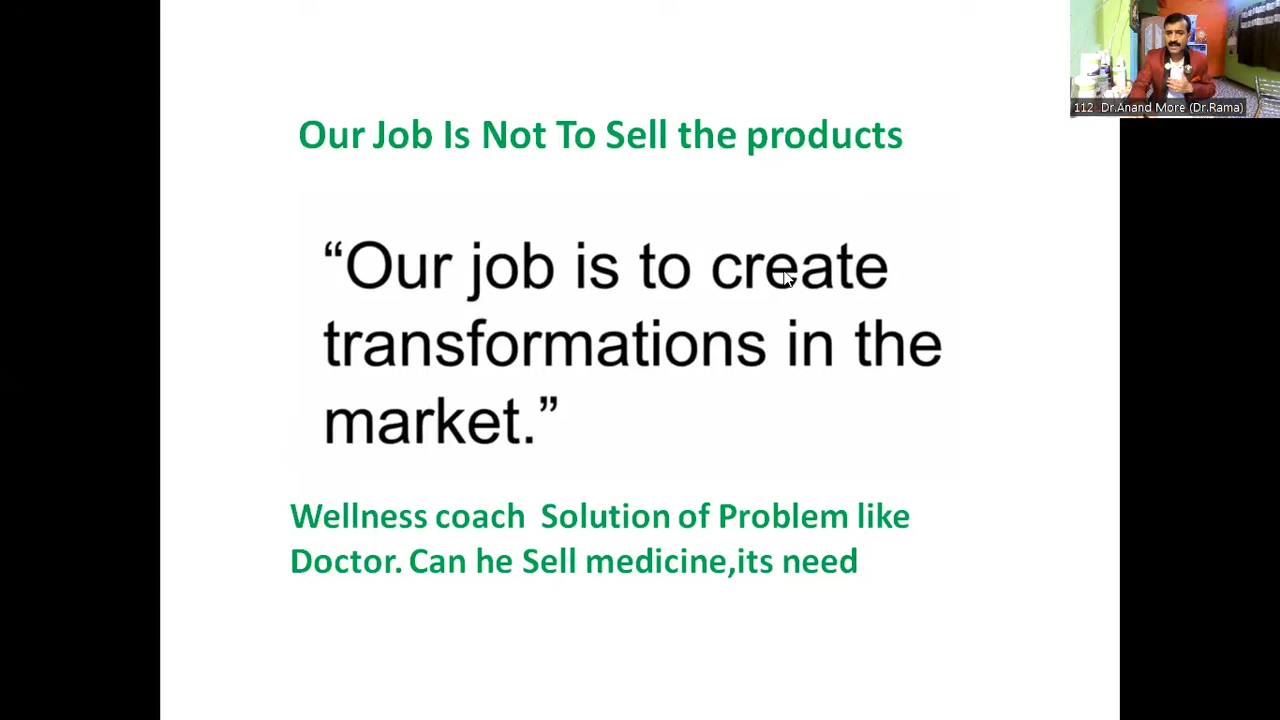 112 Dr.Anand More (Dr.Rama)
Our Job Is Not To Sell the products
“Our job is to create
transformations in the
market.”
Wellness coach  Solution of Problem like
Doctor. Can he Sell medicine,its need